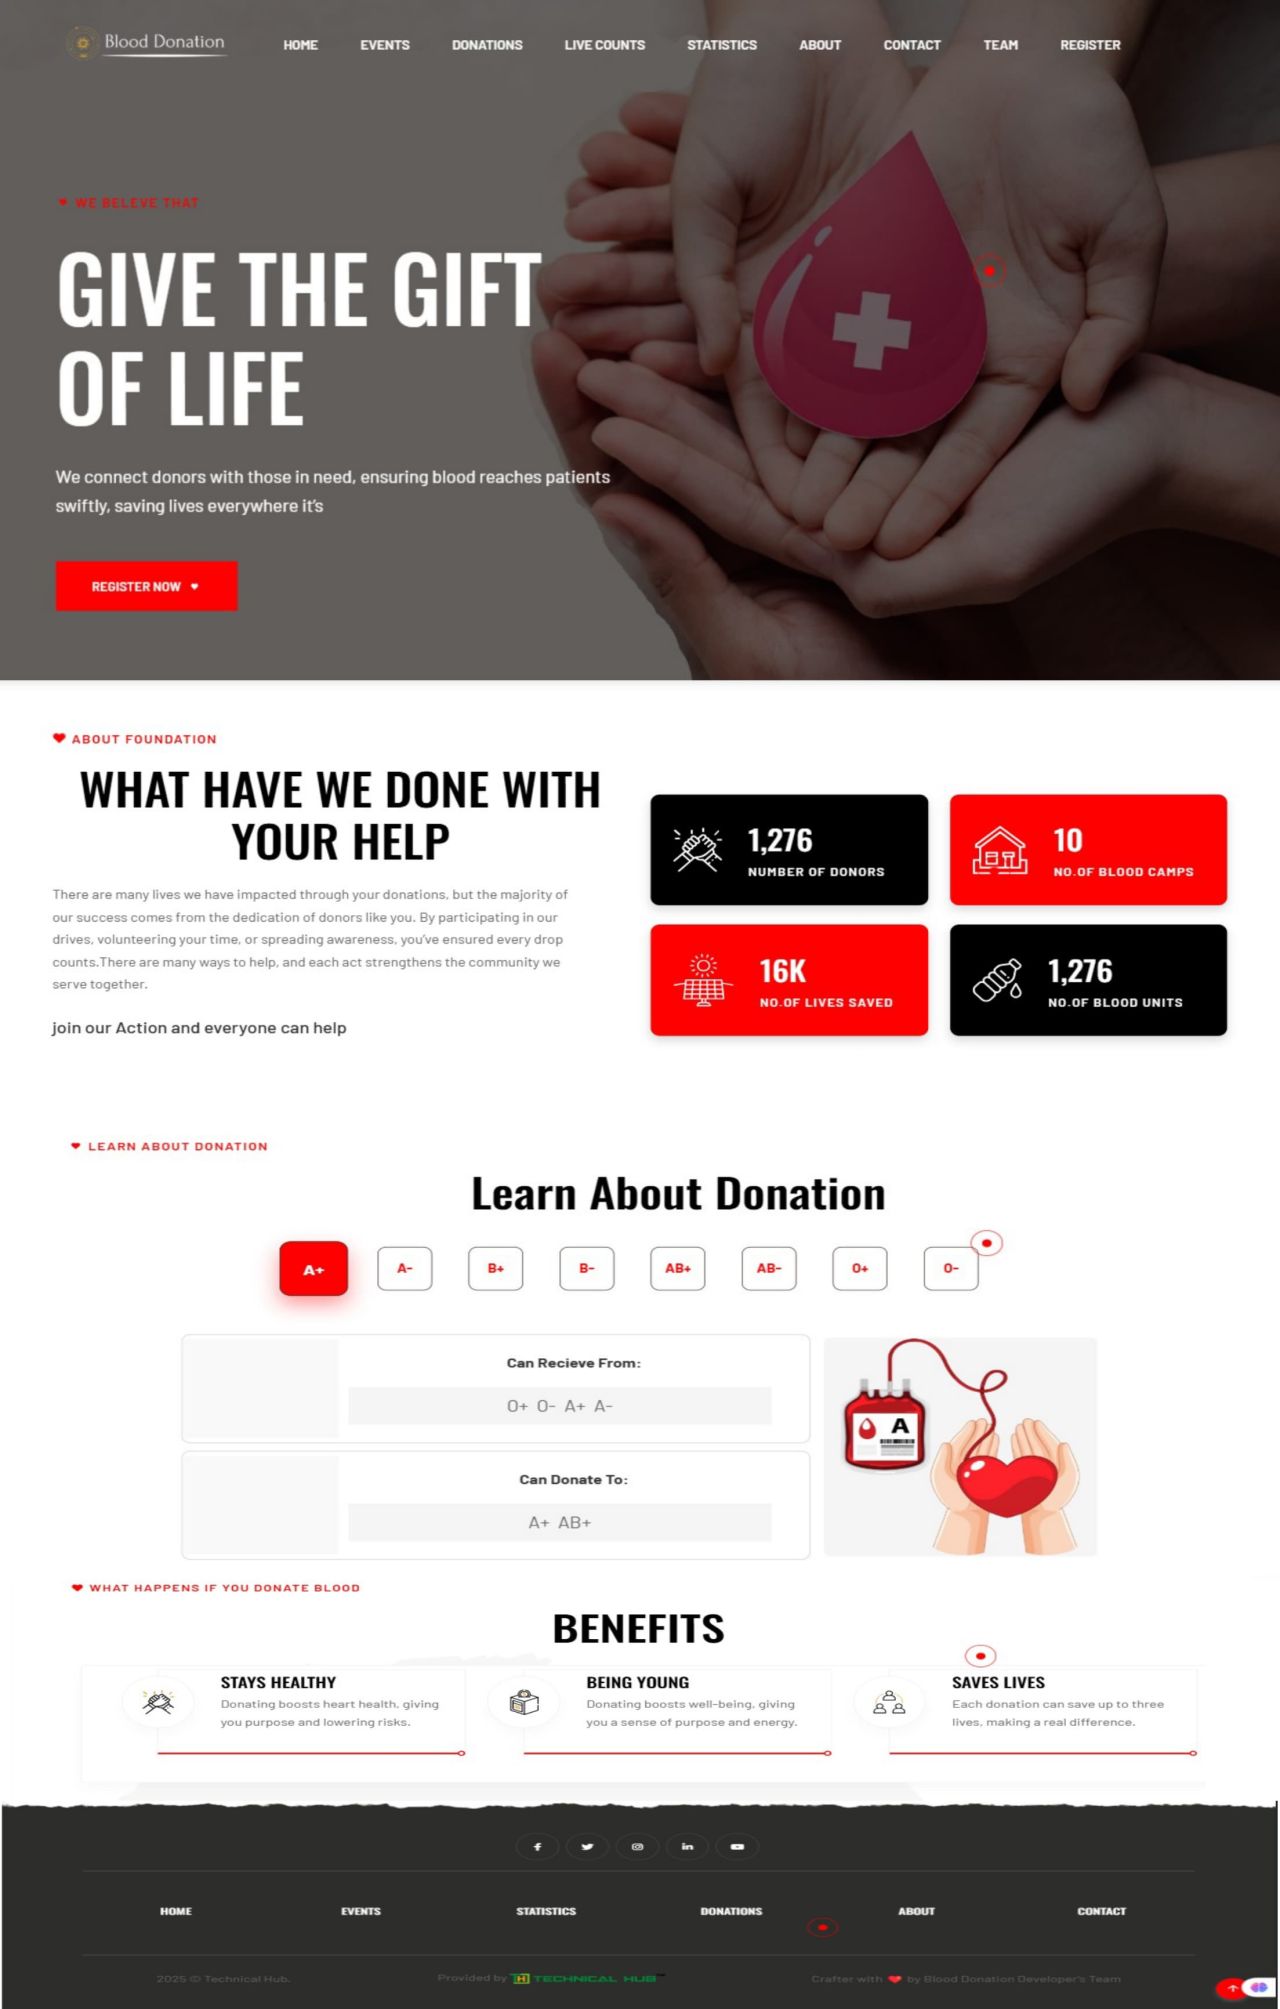 Blood Donation
HOME EVENTS DONATIONS LIVE COUNTS STATISTICS ABOUT CONTACT TEAM REGISTER
WE BELEVE THAT
GIVE THE GIFT
OF LIFE
We connect donors with those in need, ensuring blood reaches patients
swiftly, saving lives everywhere it's
REGISTER NOW
ABOUT FOUNDATION
WHAT HAVE WE DONE WITH
YOUR HELP
There are many lives we have impacted through your donations, but the majority of
our success comes from the dedication of donors like you. By participating in our
drives, volunteering your time, or spreading awareness, you've ensured every drop
counts.There are many ways to help, and each act strengthens the community we
serve together.
join our Action and everyone can help
1,276
NUMBER OF DONORS
10
NO.OF BLOOD CAMPS
16K
NO.OF LIVES SAVED
1,276
NO.OF BLOOD UNITS
LEARN ABOUT DONATION
Learn About Donation
A+ A- B+ B- AB+ AB- O+ O-
Can Recieve From:
O+ O- A+ A-
Can Donate To:
A+ AB+
A
WHAT HAPPENS IF YOU DONATE BLOOD
BENEFITS
STAYS HEALTHY
Donating boosts heart health, giving
you purpose and lowering risks.
BEING YOUNG
Donating boosts well-being, giving
you a sense of purpose and energy.
SAVES LIVES
Each donation can save up to three
lives, making a real difference.
HOME EVENTS STATISTICS DONATIONS ABOUT CONTACT
2025 © Technical Hub.
Provided by TH TECHNICAL HUB
Crafter with ❤ by Blood Donation Developer's Team